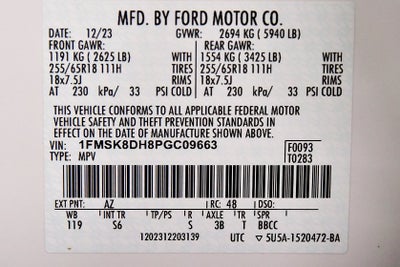 MFD. BY FORD MOTOR CO.
DATE: 12/23 GVWR: 2694 KG ( 5940 LB)
FRONT GAWR: REAR GAWR:
1191 KG ( 2625 LB) WITH 1554 KG ( 3425 LB) WITH
255/65R18 111H TIRES 255/65R18 111H TIRES
18x7.5J RIMS 18x7.5J RIMS
AT 230 kPa/ 33 PSI COLD AT 230 kPa/ 33 PSI COLD
THIS VEHICLE CONFORMS TO ALL APPLICABLE FEDERAL MOTOR
VEHICLE SAFETY AND THEFT PREVENTION STANDARDS IN
EFFECT ON THE DATE OF MANUFACTURE SHOWN ABOVE.
VIN: 1FMSK8DH8PGC09663 F0093
TYPE: MPV T0283
EXT PNT: AZ RC: 48 DSO:
WB INT TR TP/PS R AXLE TR SPR
119 S6 3B T BBCC
1202312203139 UTC ▽ 5U5A-1520472-BA